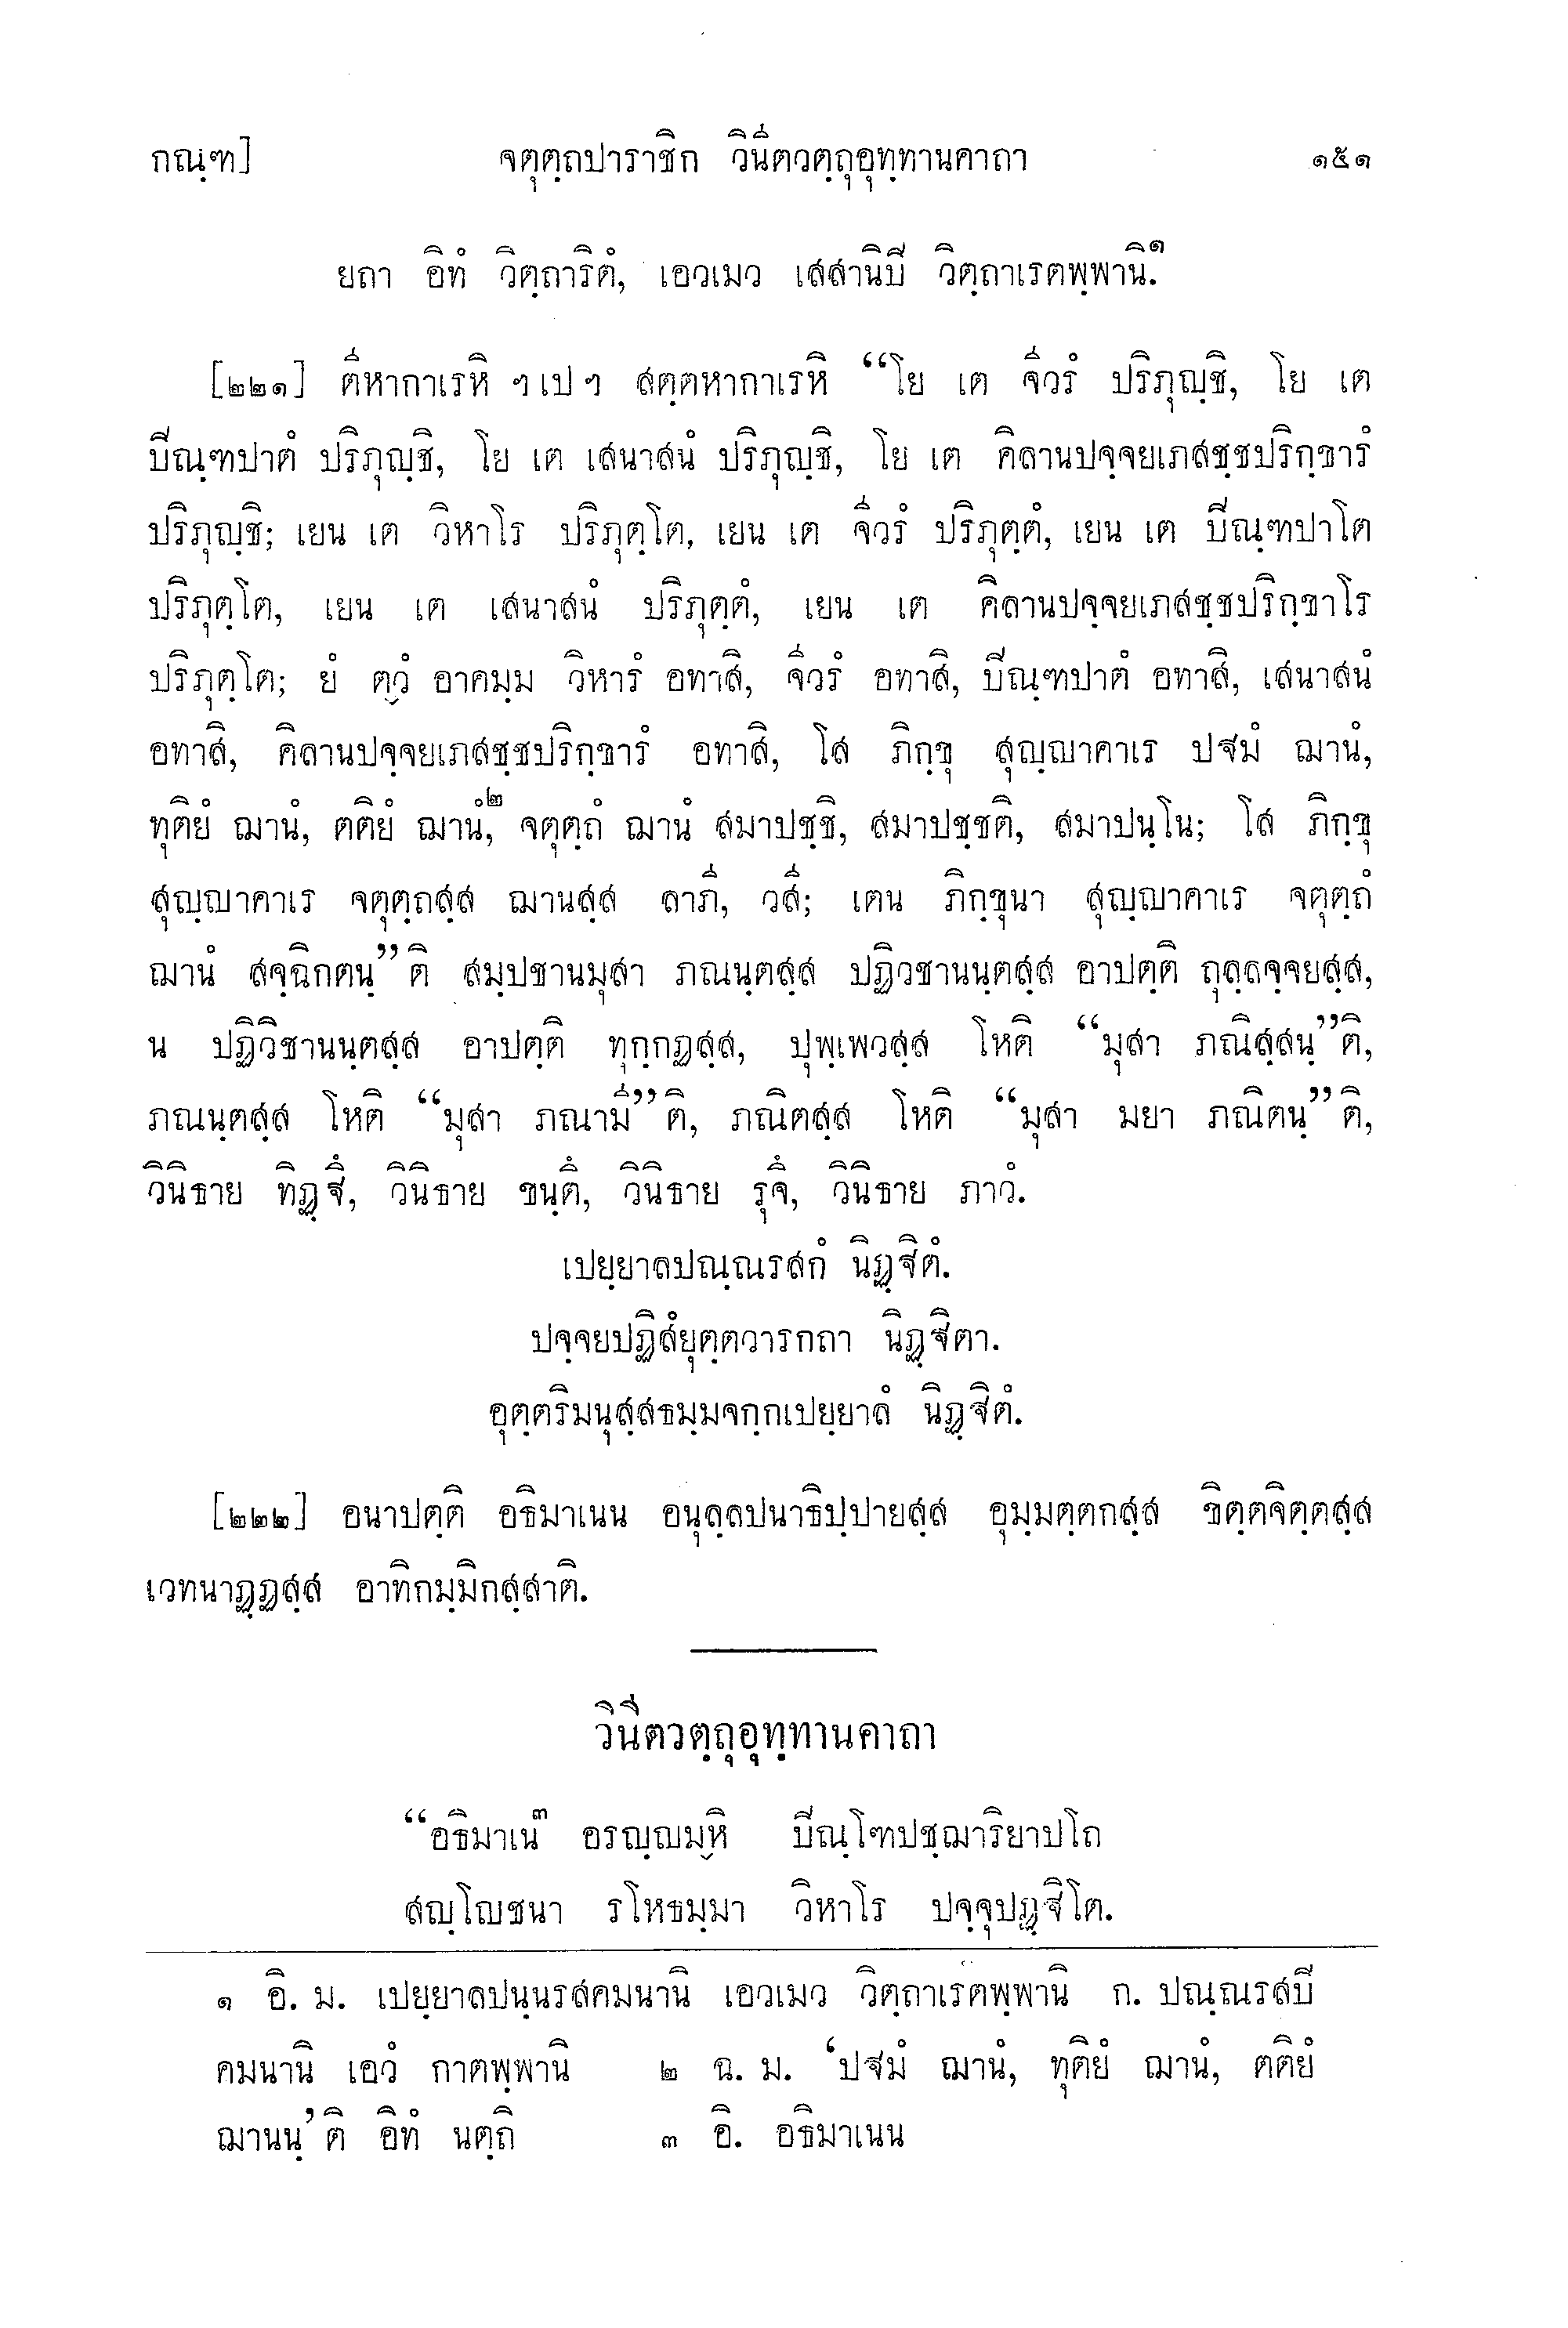 กณฺฑ] จตุตฺถปาราชิก วินีตวตฺถุอุทฺทานคาถา ๑๕๑
ยถา อิทํ วิตฺถาริตํ, เอวเมว เสสานิปิ วิตฺถาเรตพฺพานิ.๑
[๒๒๑] ตีหากาเรหิ ฯเปฯ สตฺตหากาเรหิ “โย เต จีวรํ ปริภุญฺชิ, โย เต
ปิณฺฑปาตํ ปริภุญฺชิ, โย เต เสนาสนํ ปริภุญฺชิ, โย เต คิลานปจฺจยเภสชฺชปริกฺขารํ
ปริภุญฺชิ; เยน เต วิหาโร ปริภุตฺโต, เยน เต จีวรํ ปริภุตฺตํ, เยน เต ปิณฺฑปาโต
ปริภุตฺโต, เยน เต เสนาสนํ ปริภุตฺตํ, เยน เต คิลานปจฺจยเภสชฺชปริกฺขาโร
ปริภุตฺโต; ยํ ตฺวํ อาคมฺม วิหารํ อทาสิ, จีวรํ อทาสิ, ปิณฺฑปาตํ อทาสิ, เสนาสนํ
อทาสิ, คิลานปจฺจยเภสชฺชปริกฺขารํ อทาสิ, โส ภิกฺขุ สุญฺญาคาเร ปฐมํ ฌานํ,
ทุติยํ ฌานํ, ตติยํ ฌานํ,๒ จตุตฺถํ ฌานํ สมาปชฺชิ, สมาปชฺชติ, สมาปนฺโน; โส ภิกฺขุ
สุญฺญาคาเร จตุตฺถสฺส ฌานสฺส ลาภี, วสี; เตน ภิกฺขุนา สุญฺญาคาเร จตุตฺถํ
ฌานํ สจฺฉิกตนฺ”ติ สมฺปชานมุสา ภณนฺตสฺส ปฏิวิชานนฺตสฺส อาปตฺติ ถุลฺลจฺจยสฺส,
น ปฏิวิชานนฺตสฺส อาปตฺติ ทุกฺกฏสฺส, ปุพฺเพวสฺส โหติ “มุสา ภณิสฺสนฺ”ติ,
ภณนฺตสฺส โหติ “มุสา ภณามี”ติ, ภณิตสฺส โหติ “มุสา มยา ภณิตนฺ”ติ,
วินิธาย ทิฏฺฐึ, วินิธาย ขนฺตึ, วินิธาย รุจึ, วินิธาย ภาวํ.
เปยฺยาลปณฺณรสกํ นิฏฺฐิตํ.
ปจฺจยปฏิสํยุตฺตวารกถา นิฏฺฐิตา.
อุตฺตริมนุสฺสธมฺมจกฺกเปยฺยาลํ นิฏฺฐิตํ.
[๒๒๒] อนาปตฺติ อธิมาเนน อนุลฺลปนาธิปฺปายสฺส อุมฺมตฺตกสฺส ขิตฺตจิตฺตสฺส
เวทนาฏฺฏสฺส อาทิกมฺมิกสฺสาติ.
วินีตวตฺถุอุทฺทานคาถา
“อธิมาเน๓ อรญฺญมฺหิ ปิณฺโฑปชฺฌาริยาปโถ
สญฺโญชนา รโหธมฺมา วิหาโร ปจฺจุปฏฺฐิโต.
๑ อิ. ม. เปยฺยาลปนฺนรสคมนานิ เอวเมว วิตฺถาเรตพฺพานิ ก. ปณฺณรสปิ
คมนานิ เอวํ กาตพฺพานิ ๒ ฉ. ม. ‘ปฐมํ ฌานํ, ทุติยํ ฌานํ, ตติยํ
ฌานนฺ’ติ อิทํ นตฺถิ ๓ อิ. อธิมาเนน